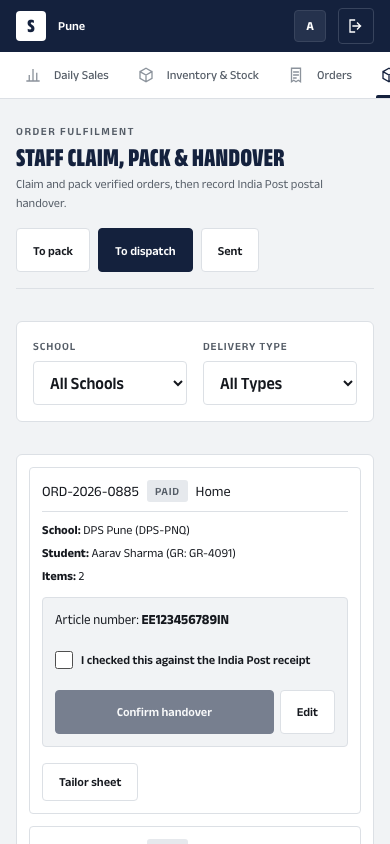 S Pune A
Daily Sales Inventory & Stock Orders
ORDER FULFILMENT
STAFF CLAIM, PACK & HANDOVER
Claim and pack verified orders, then record India Post postal
handover.
To pack To dispatch Sent
SCHOOL DELIVERY TYPE
All Schools All Types
ORD-2026-0885 PAID Home
School: DPS Pune (DPS-PNQ)
Student: Aarav Sharma (GR: GR-4091)
Items: 2
Article number: EE123456789IN
I checked this against the India Post receipt
Confirm handover Edit
Tailor sheet